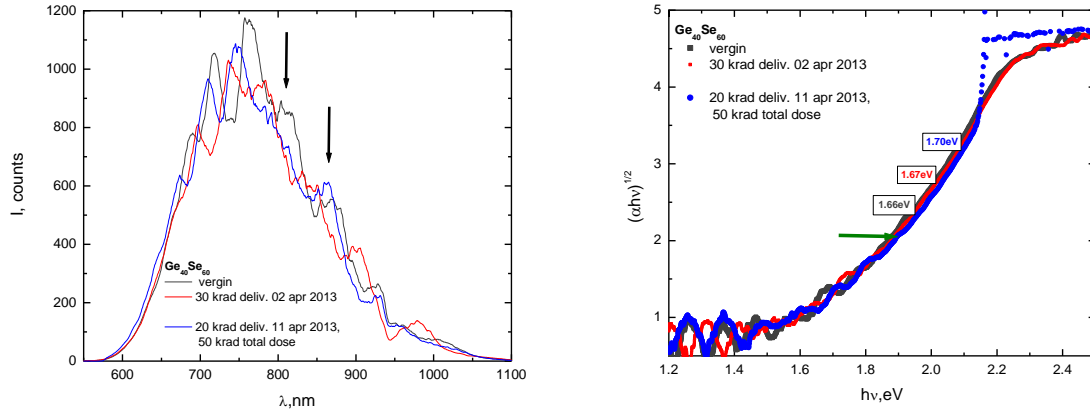 1200
1000
800
600
400
200
0
I, counts
Ge40Se60
vergin
30 krad deliv. 02 apr 2013
20 krad deliv. 11 apr 2013,
50 krad total dose
600 700 800 900 1000 1100
λ,nm
5
4
3
2
1
(αhν)1/2
Ge40Se60
vergin
30 krad deliv. 02 apr 2013
20 krad deliv. 11 apr 2013,
50 krad total dose
1.70eV
1.67eV
1.66eV
1.2 1.4 1.6 1.8 2.0 2.2 2.4
hν,eV